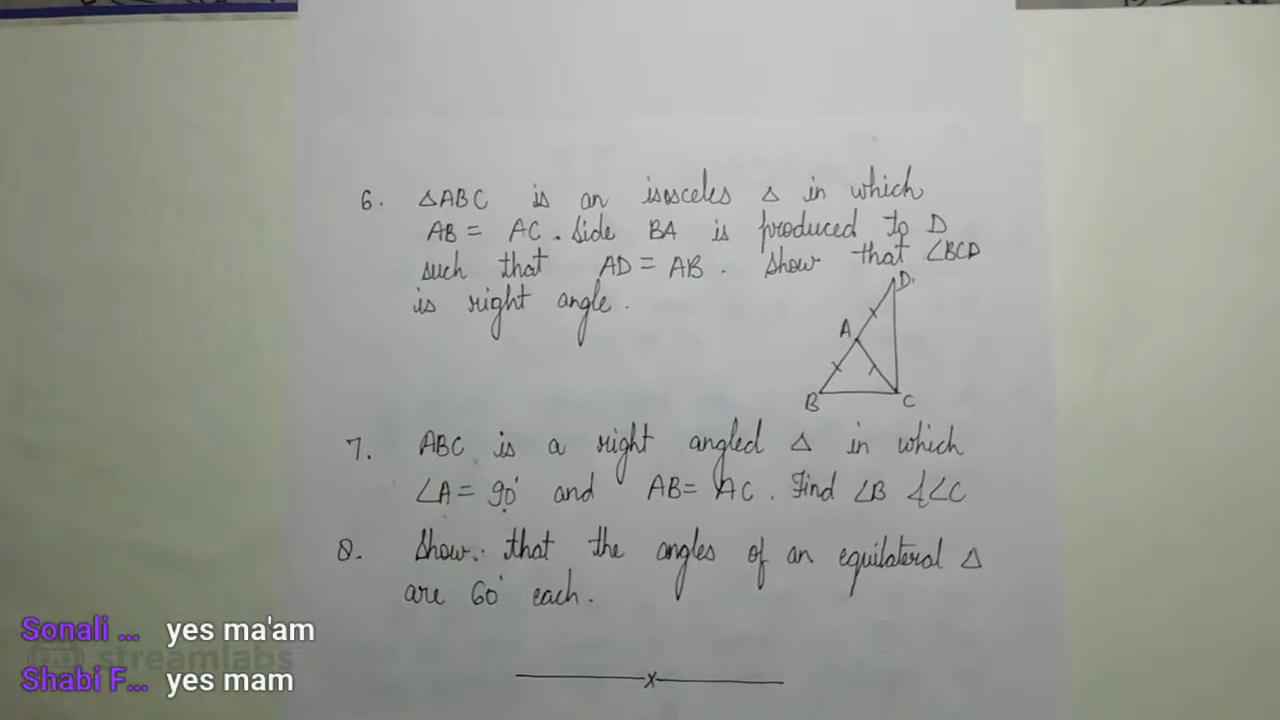 6. △ABC is an isosceles △ in which
AB = AC. Side BA is produced to D
such that AD = AB. Show that ∠BCD
is right angle.
D
A
B C
7. ABC is a right angled △ in which
∠A = 90° and AB = AC. Find ∠B & ∠C
8. Show that the angles of an equilateral △
are 60° each.
Sonali ... yes ma'am
streamlabs
Shabi F... yes mam
x